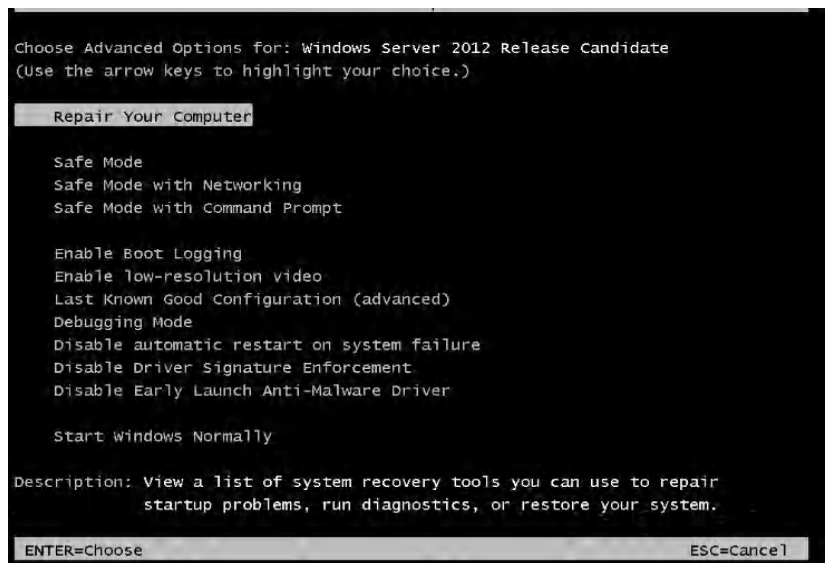 Choose Advanced Options for: Windows Server 2012 Release Candidate
(Use the arrow keys to highlight your choice.)
Repair Your Computer
Safe Mode
Safe Mode with Networking
Safe Mode with Command Prompt
Enable Boot Logging
Enable low-resolution video
Last Known Good Configuration (advanced)
Debugging Mode
Disable automatic restart on system failure
Disable Driver Signature Enforcement
Disable Early Launch Anti-Malware Driver
Start Windows Normally
Description: View a list of system recovery tools you can use to repair
startup problems, run diagnostics, or restore your system.
ENTER=Choose ESC=Cancel